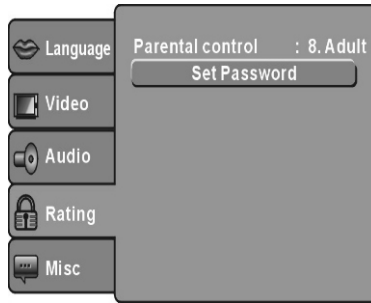 Language
Video
Audio
Rating
Misc
Parental control : 8. Adult
Set Password